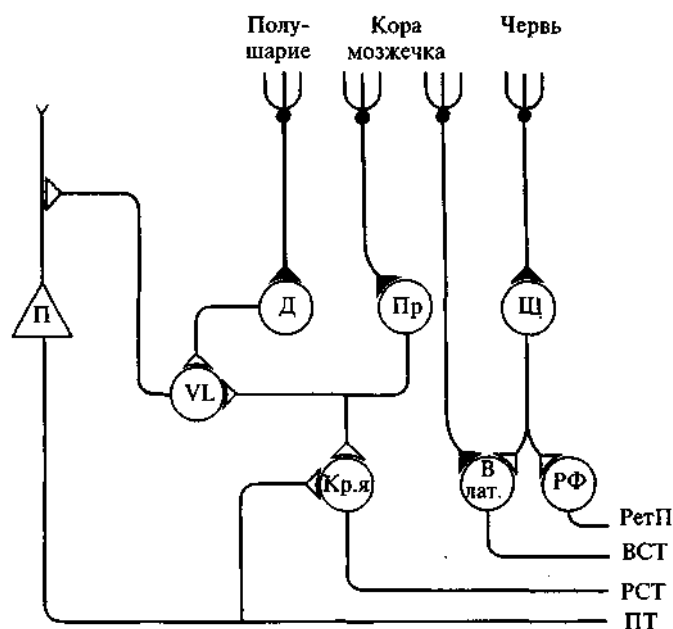 Полу-
шарие
Кора
мозжечка
Червь
П
Д
Пр
Щ
VL
Кр.я
В
лат.
РФ
РетП
ВСТ
РСТ
ПТ